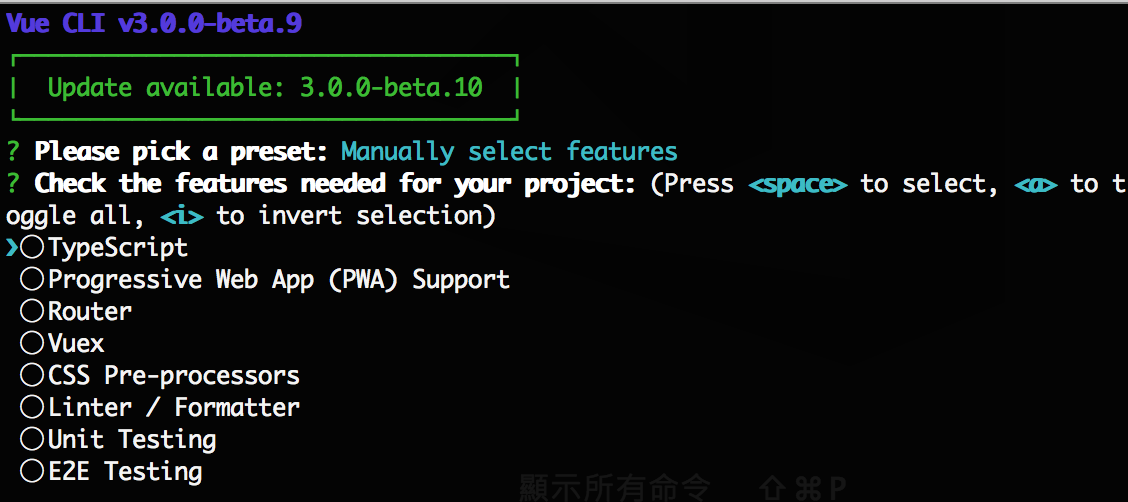 Vue CLI v3.0.0-beta.9
Update available: 3.0.0-beta.10
? Please pick a preset: Manually select features
? Check the features needed for your project: (Press <space> to select, <a> to t
oggle all, <i> to invert selection)
❯◯TypeScript
◯Progressive Web App (PWA) Support
◯Router
◯Vuex
◯CSS Pre-processors
◯Linter / Formatter
◯Unit Testing
◯E2E Testing
顯示所有命令 ⇧⌘P